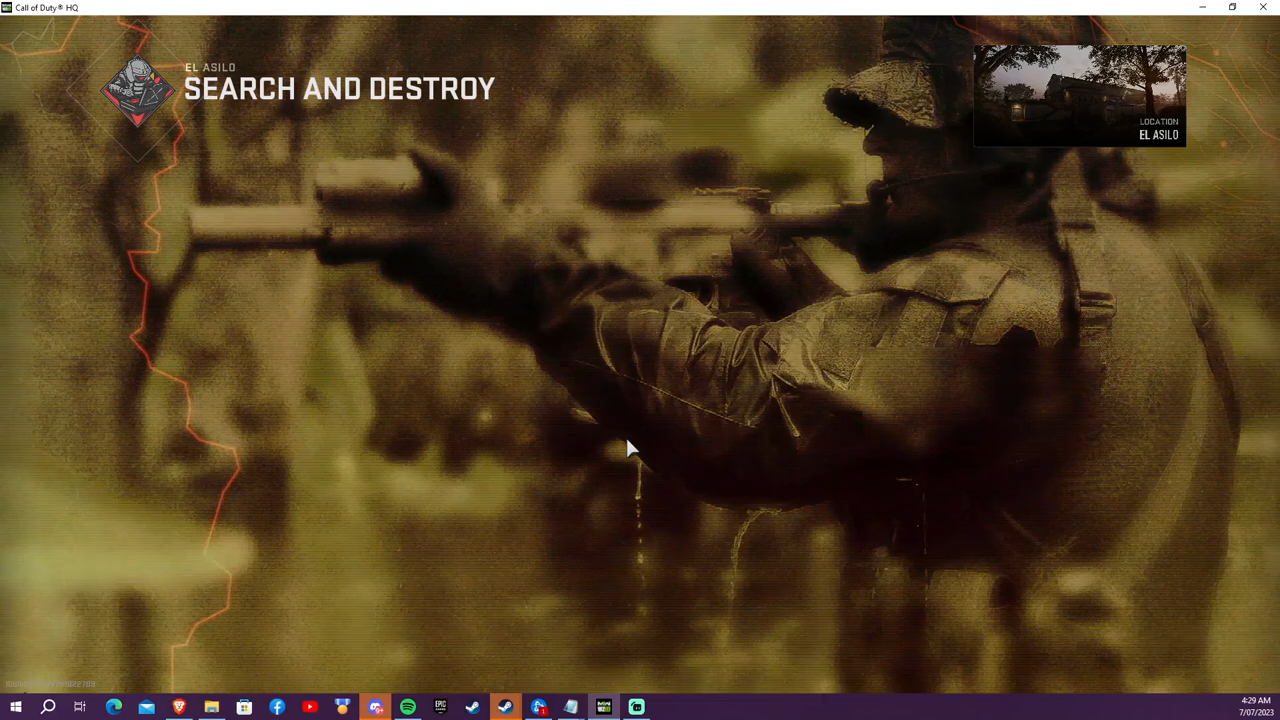 Call of Duty® HQ
EL ASILO
SEARCH AND DESTROY
LOCATION
EL ASILO
4:29 AM
7/07/2023